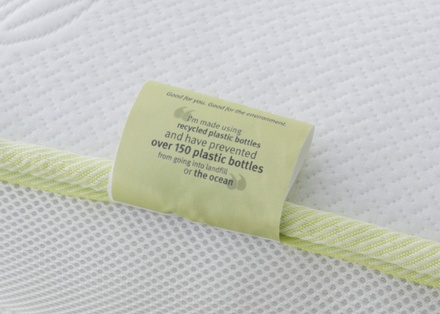 Good for you. Good for the environment
“I'm made using
recycled plastic bottles
and have prevented
over 150 plastic bottles
from going into landfill
or the ocean”